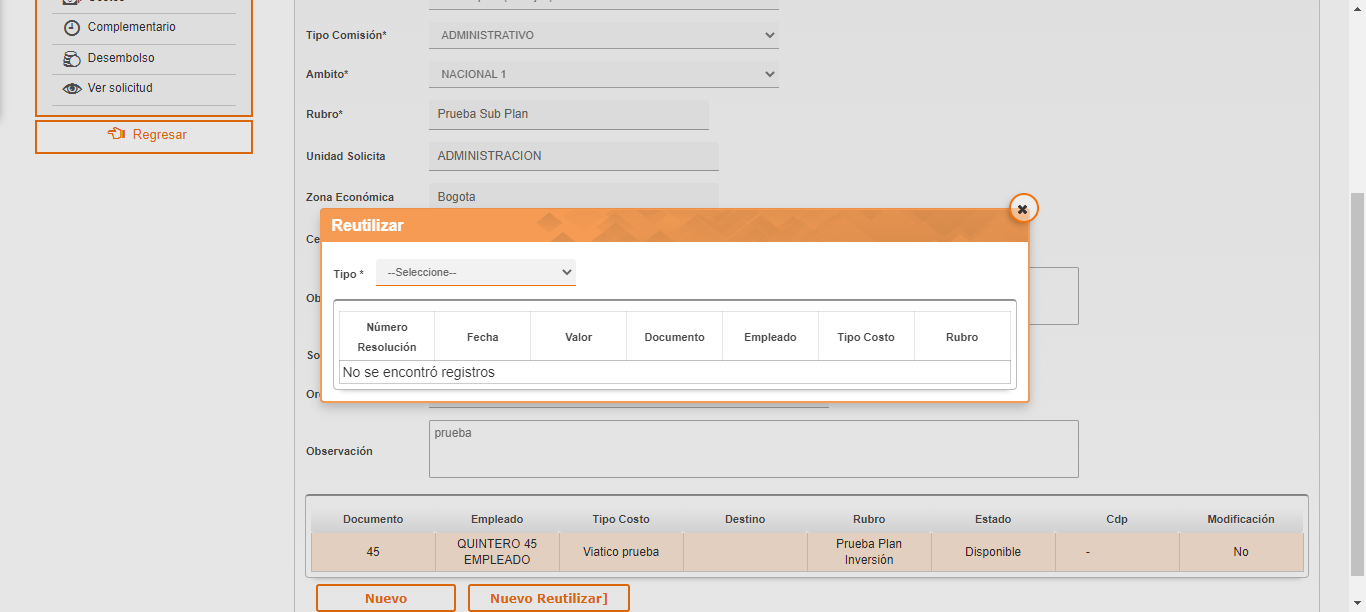 Complementario
Desembolso
Ver solicitud
Regresar
Tipo Comisión* ADMINISTRATIVO
Ambito* NACIONAL 1
Rubro* Prueba Sub Plan
Unidad Solicita ADMINISTRACION
Zona Económica Bogota
Reutilizar
Ce
Tipo * --Seleccione--
Ob
Número Resolución Fecha Valor Documento Empleado Tipo Costo Rubro
So
No se encontró registros
Or
prueba
Observación
Documento Empleado Tipo Costo Destino Rubro Estado Cdp Modificación
45 QUINTERO 45 EMPLEADO Viatico prueba Prueba Plan Inversión Disponible - No
Nuevo Nuevo Reutilizar]